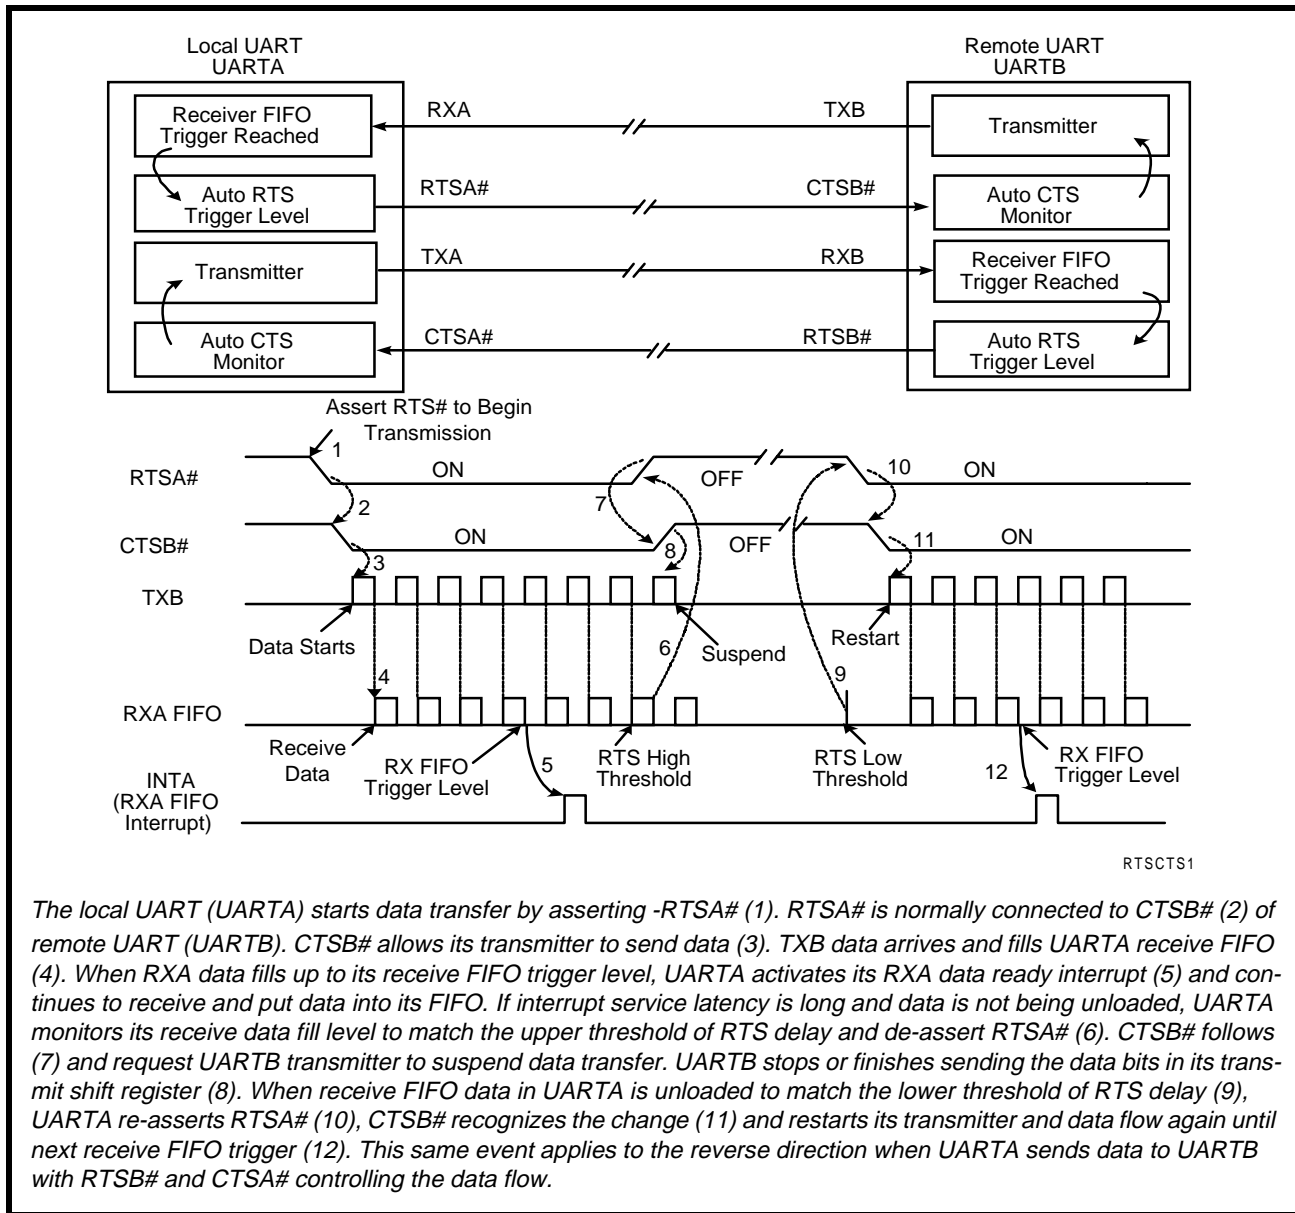 Local UART
UARTA
Remote UART
UARTB
Receiver FIFO
Trigger Reached
RXA
TXB
Transmitter
Auto RTS
Trigger Level
RTSA#
CTSB#
Auto CTS
Monitor
Transmitter
TXA
RXB
Receiver FIFO
Trigger Reached
Auto CTS
Monitor
CTSA#
RTSB#
Auto RTS
Trigger Level
Assert RTS# to Begin
Transmission
RTSA#
1
ON
7
OFF
10
ON
2
CTSB#
ON
8
OFF
11
ON
3
TXB
Data Starts
6
Suspend
Restart
4
9
RXA FIFO
Receive
Data
RX FIFO
Trigger Level
5
RTS High
Threshold
RTS Low
Threshold
12
RX FIFO
Trigger Level
INTA
(RXA FIFO
Interrupt)
RTSCTS1
The local UART (UARTA) starts data transfer by asserting -RTSA# (1). RTSA# is normally connected to CTSB# (2) of
remote UART (UARTB). CTSB# allows its transmitter to send data (3). TXB data arrives and fills UARTA receive FIFO
(4). When RXA data fills up to its receive FIFO trigger level, UARTA activates its RXA data ready interrupt (5) and con-
tinues to receive and put data into its FIFO. If interrupt service latency is long and data is not being unloaded, UARTA
monitors its receive data fill level to match the upper threshold of RTS delay and de-assert RTSA# (6). CTSB# follows
(7) and request UARTB transmitter to suspend data transfer. UARTB stops or finishes sending the data bits in its trans-
mit shift register (8). When receive FIFO data in UARTA is unloaded to match the lower threshold of RTS delay (9),
UARTA re-asserts RTSA# (10), CTSB# recognizes the change (11) and restarts its transmitter and data flow again until
next receive FIFO trigger (12). This same event applies to the reverse direction when UARTA sends data to UARTB
with RTSB# and CTSA# controlling the data flow.